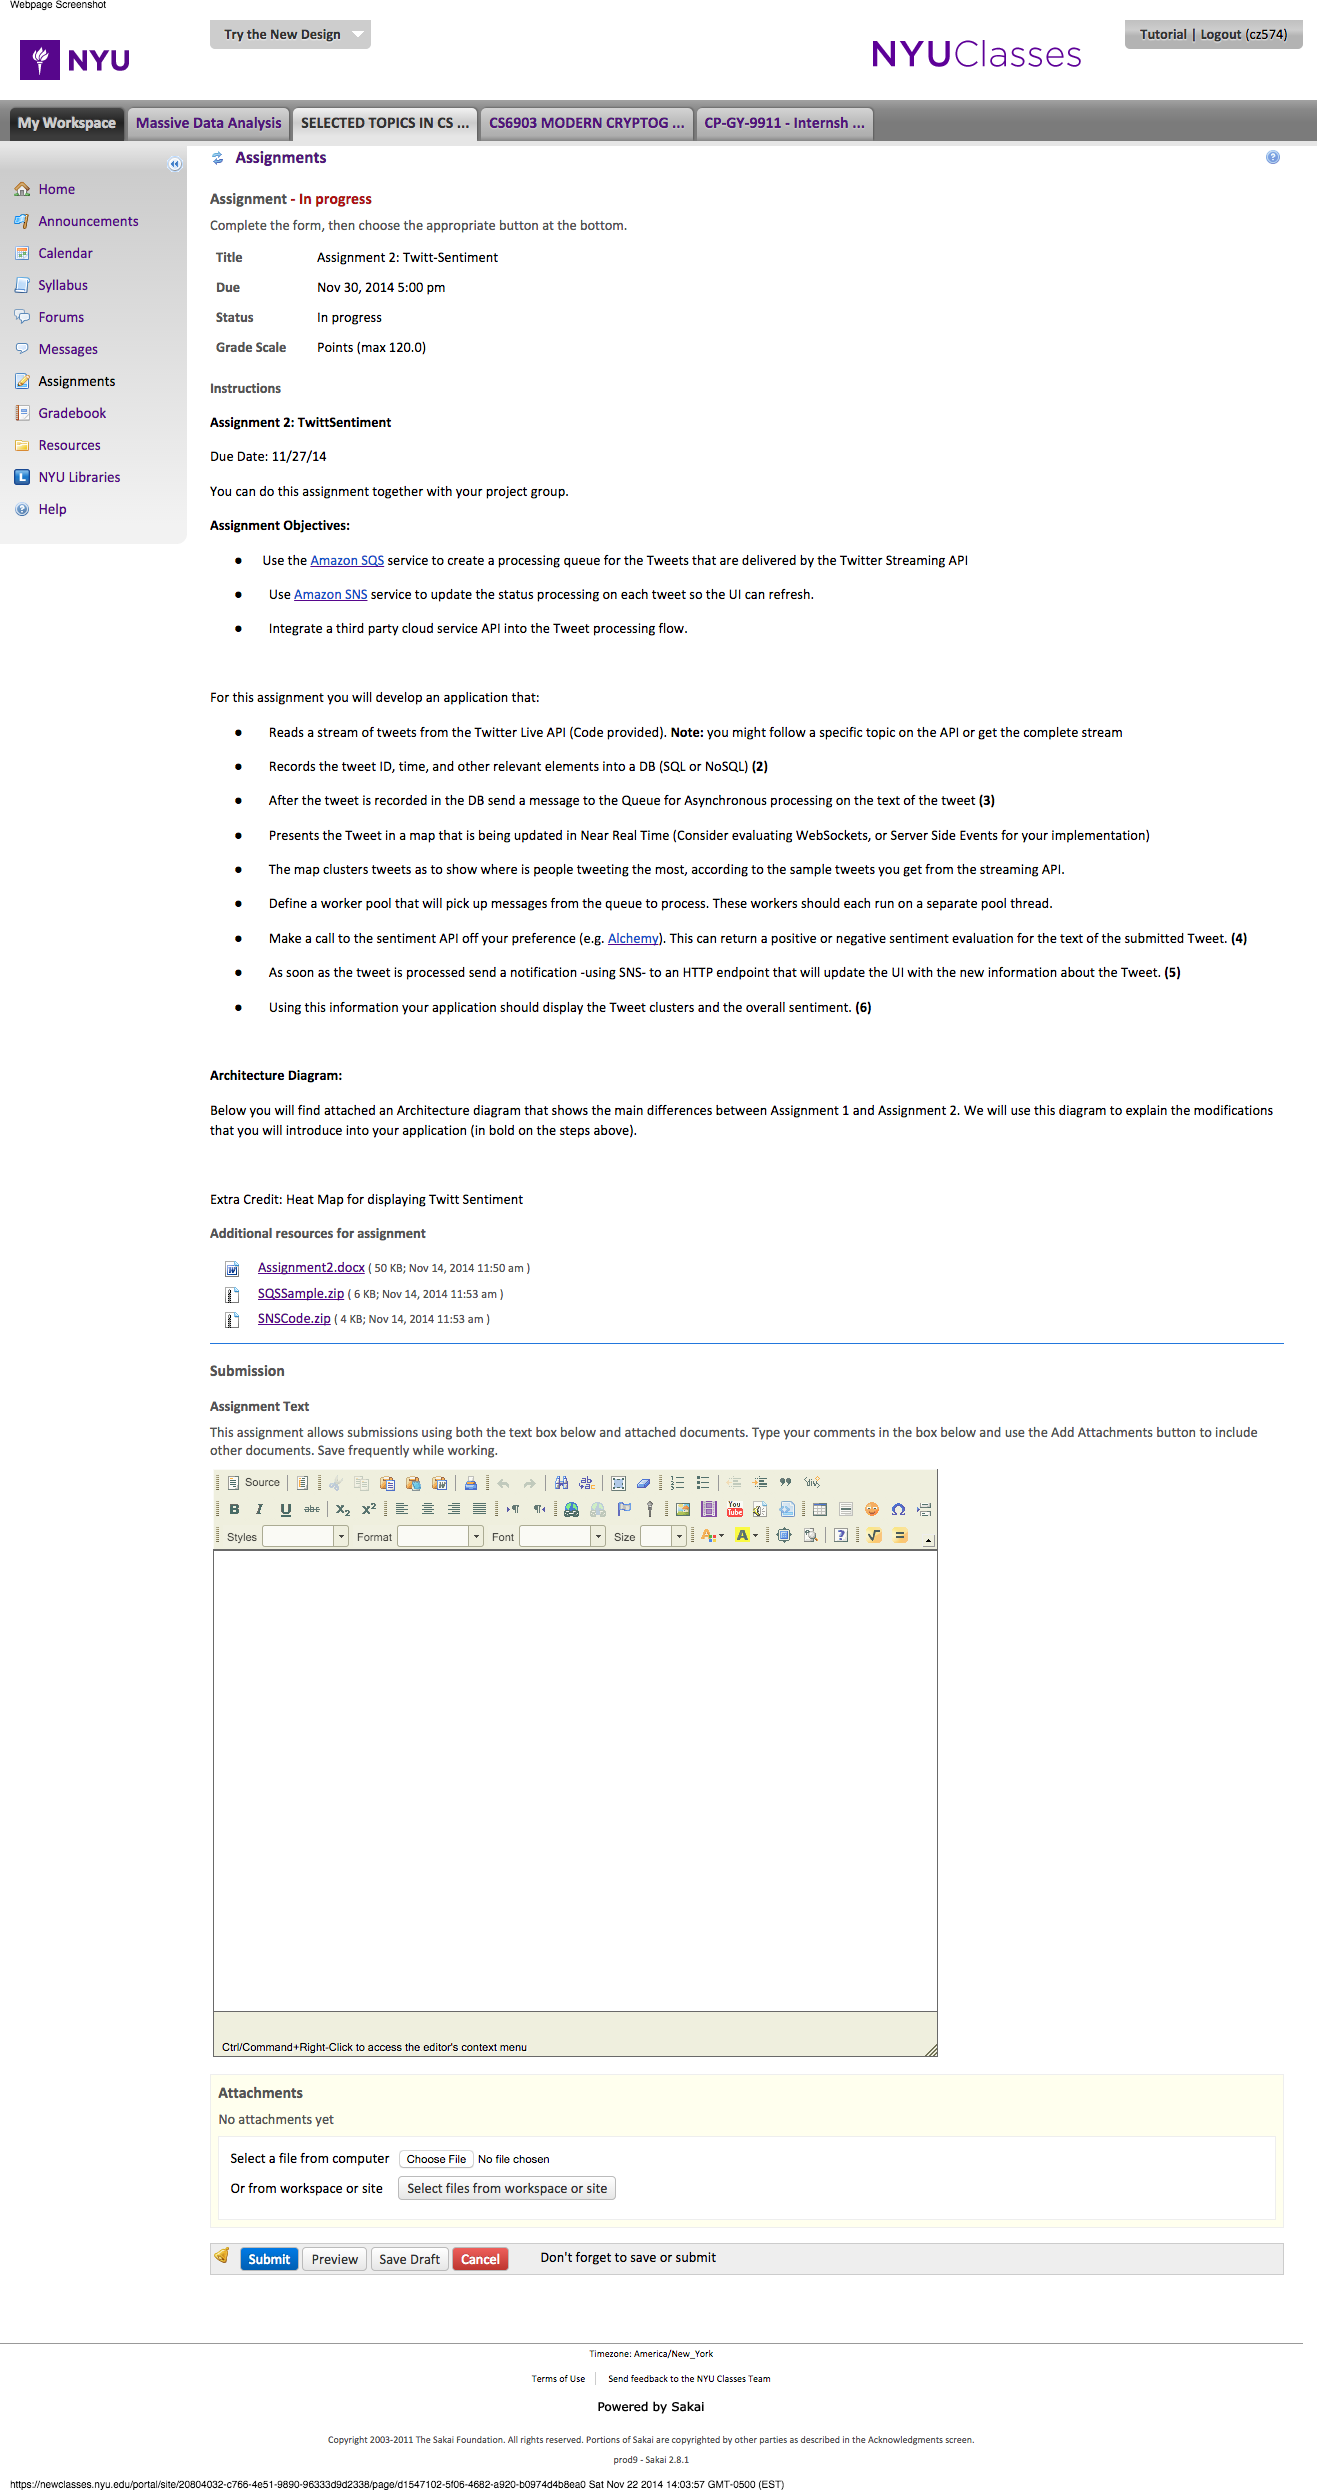 Webpage Screenshot
Try the New Design
Tutorial | Logout (cz574)
NYU
NYUClasses
My Workspace
Massive Data Analysis
SELECTED TOPICS IN CS ...
CS6903 MODERN CRYPTOG ...
CP-GY-9911 - Internsh ...
Home
Announcements
Calendar
Syllabus
Forums
Messages
Assignments
Gradebook
Resources
NYU Libraries
Help
Assignments
Assignment - In progress
Complete the form, then choose the appropriate button at the bottom.
Title Assignment 2: Twitt-Sentiment
Due Nov 30, 2014 5:00 pm
Status In progress
Grade Scale Points (max 120.0)
Instructions
Assignment 2: TwittSentiment
Due Date: 11/27/14
You can do this assignment together with your project group.
Assignment Objectives:
● Use the Amazon SQS service to create a processing queue for the Tweets that are delivered by the Twitter Streaming API
● Use Amazon SNS service to update the status processing on each tweet so the UI can refresh.
● Integrate a third party cloud service API into the Tweet processing flow.
For this assignment you will develop an application that:
● Reads a stream of tweets from the Twitter Live API (Code provided). Note: you might follow a specific topic on the API or get the complete stream
● Records the tweet ID, time, and other relevant elements into a DB (SQL or NoSQL) (2)
● After the tweet is recorded in the DB send a message to the Queue for Asynchronous processing on the text of the tweet (3)
● Presents the Tweet in a map that is being updated in Near Real Time (Consider evaluating WebSockets, or Server Side Events for your implementation)
● The map clusters tweets as to show where is people tweeting the most, according to the sample tweets you get from the streaming API.
● Define a worker pool that will pick up messages from the queue to process. These workers should each run on a separate pool thread.
● Make a call to the sentiment API off your preference (e.g. Alchemy). This can return a positive or negative sentiment evaluation for the text of the submitted Tweet. (4)
● As soon as the tweet is processed send a notification -using SNS- to an HTTP endpoint that will update the UI with the new information about the Tweet. (5)
● Using this information your application should display the Tweet clusters and the overall sentiment. (6)
Architecture Diagram:
Below you will find attached an Architecture diagram that shows the main differences between Assignment 1 and Assignment 2. We will use this diagram to explain the modifications
that you will introduce into your application (in bold on the steps above).
Extra Credit: Heat Map for displaying Twitt Sentiment
Additional resources for assignment
Assignment2.docx ( 50 KB; Nov 14, 2014 11:50 am )
SQSSample.zip ( 6 KB; Nov 14, 2014 11:53 am )
SNSCode.zip ( 4 KB; Nov 14, 2014 11:53 am )
Submission
Assignment Text
This assignment allows submissions using both the text box below and attached documents. Type your comments in the box below and use the Add Attachments button to include
other documents. Save frequently while working.
Source
B I U abc X₂ X² You Tube
Styles Format Font Size
Ctrl/Command+Right-Click to access the editor's context menu
Attachments
No attachments yet
Select a file from computer Choose File No file chosen
Or from workspace or site Select files from workspace or site
Submit Preview Save Draft Cancel Don't forget to save or submit
Timezone: America/New_York
Terms of Use Send feedback to the NYU Classes Team
Powered by Sakai
Copyright 2003-2011 The Sakai Foundation. All rights reserved. Portions of Sakai are copyrighted by other parties as described in the Acknowledgments screen.
prod9 - Sakai 2.8.1
https://newclasses.nyu.edu/portal/site/20804032-c766-4e51-9890-96333d9d2338/page/d1547102-5f06-4682-a920-b0974d4b8ea0 Sat Nov 22 2014 14:03:57 GMT-0500 (EST)